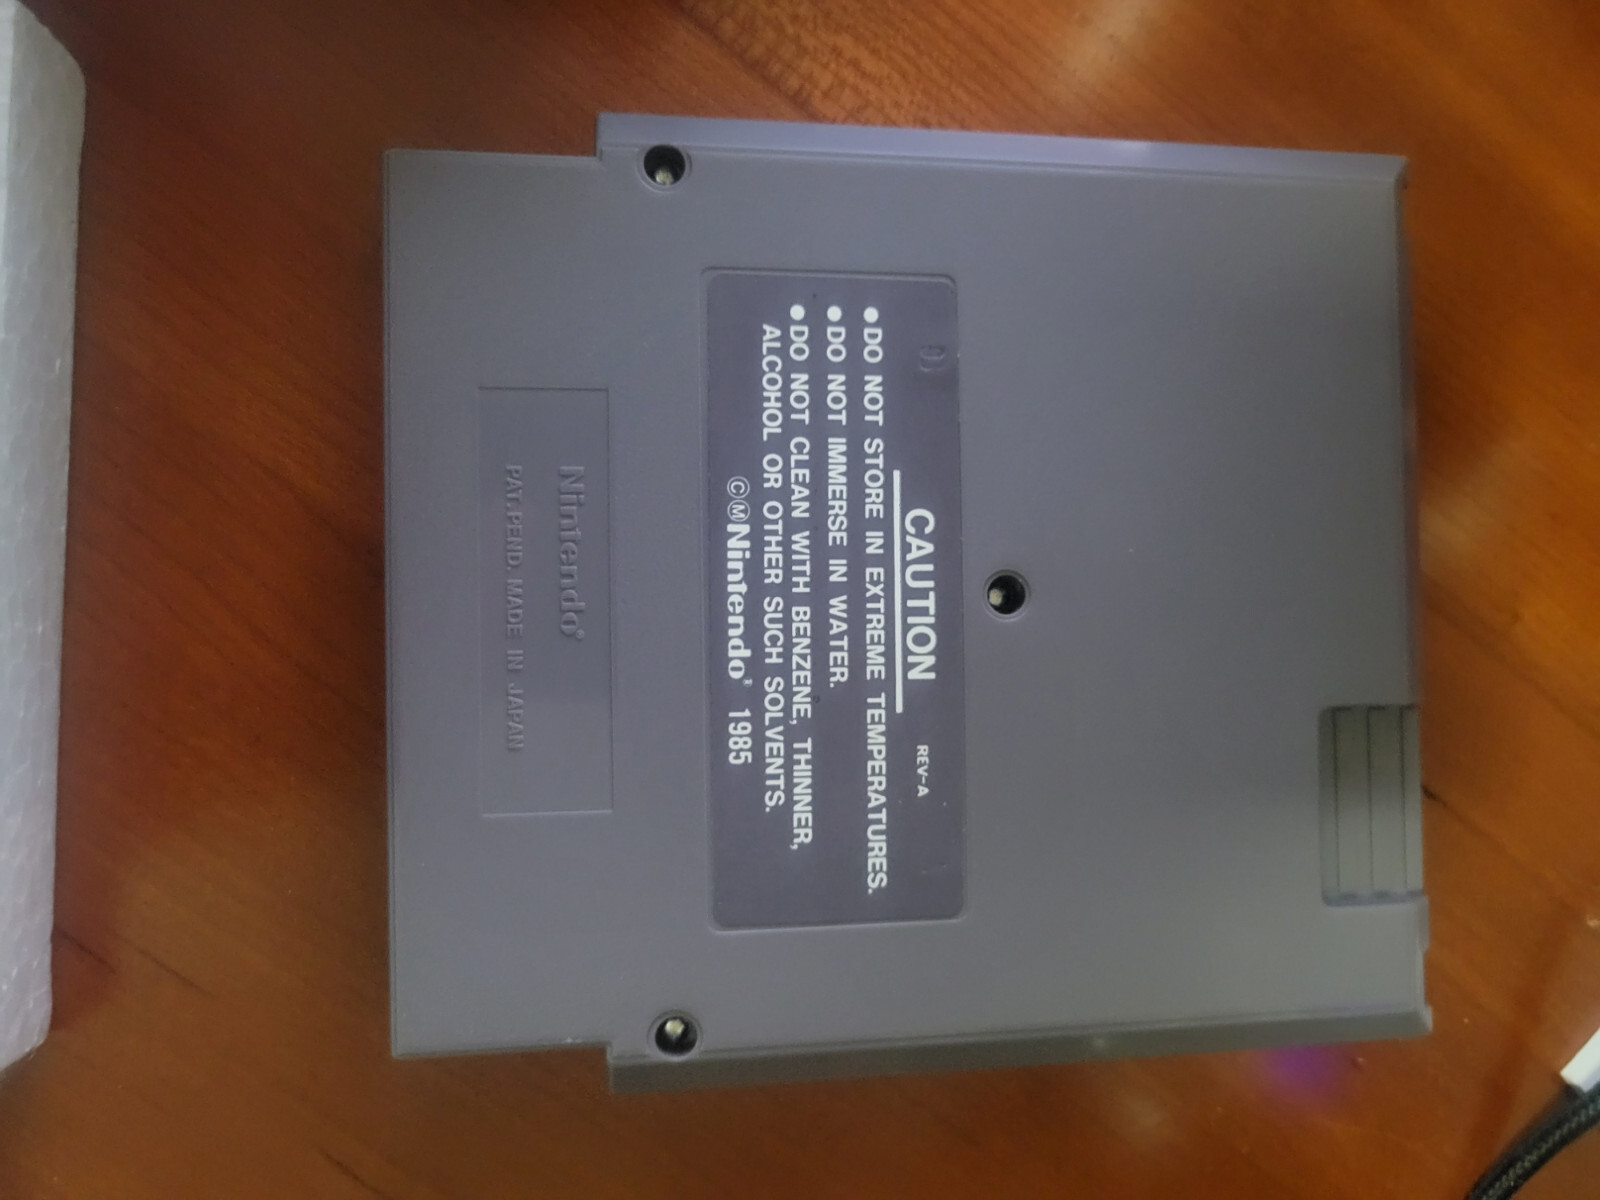 CAUTION REV-A
●DO NOT STORE IN EXTREME TEMPERATURES.
●DO NOT IMMERSE IN WATER.
●DO NOT CLEAN WITH BENZENE, THINNER,
ALCOHOL OR OTHER SUCH SOLVENTS.
©ⓂNintendo® 1985
Nintendo®
PAT. PEND. MADE IN JAPAN